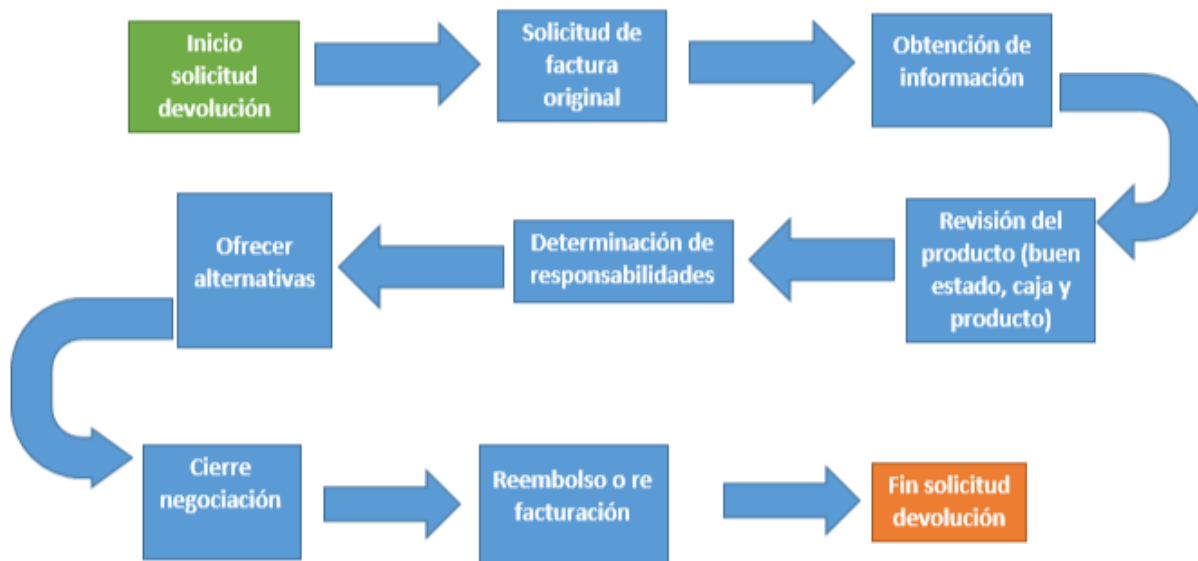 Inicio
solicitud
devolución
Solicitud de
factura
original
Obtención de
información
Revisión del
producto (buen
estado, caja y
producto)
Determinación de
responsabilidades
Ofrecer
alternativas
Cierre
negociación
Reembolso o re
facturación
Fin solicitud
devolución